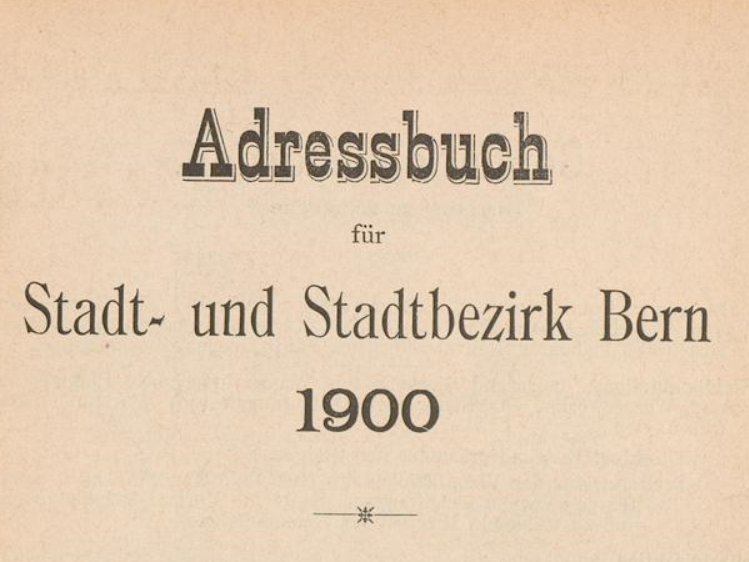 Adressbuch
für
Stadt- und Stadtbezirk Bern
1900